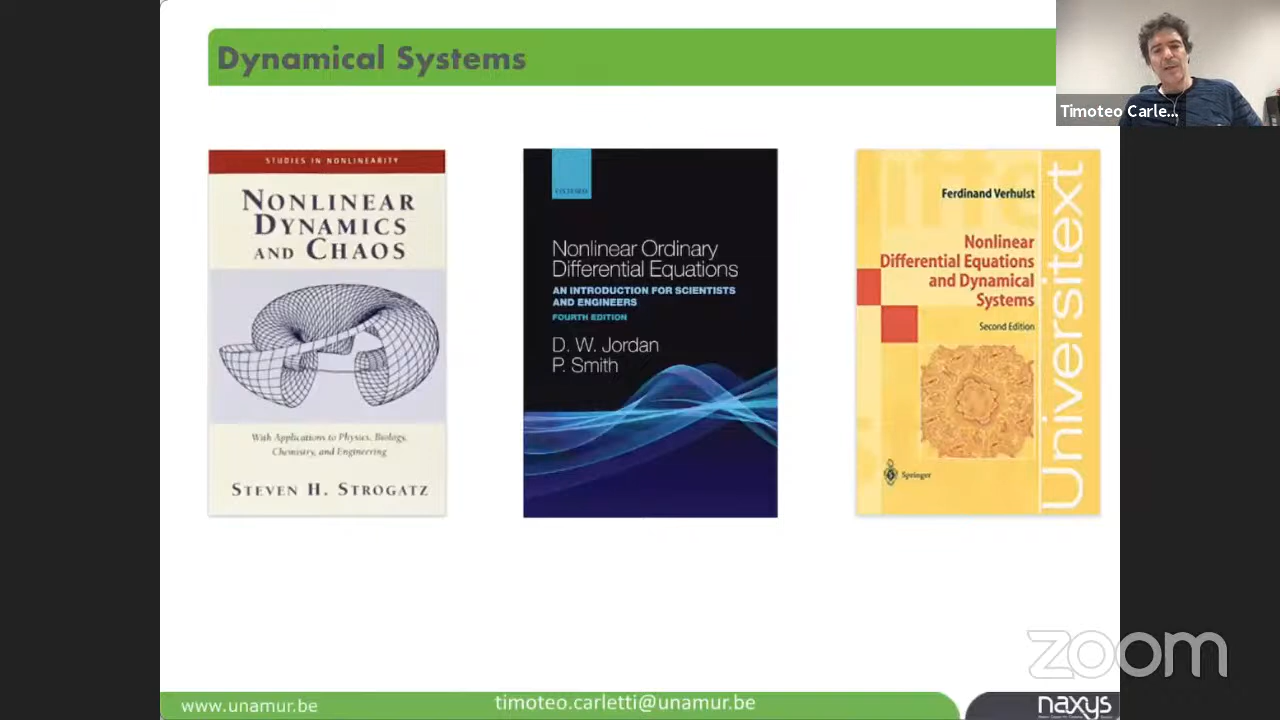 Dynamical Systems
Timoteo Carle...
STUDIES IN NONLINEARITY
NONLINEAR
DYNAMICS
AND CHAOS
With Applications to Physics, Biology,
Chemistry, and Engineering
STEVEN H. STROGATZ
OXFORD
Nonlinear Ordinary
Differential Equations
AN INTRODUCTION FOR SCIENTISTS
AND ENGINEERS
FOURTH EDITION
D. W. Jordan
P. Smith
Ferdinand Verhulst
Nonlinear
Differential Equations
and Dynamical
Systems
Second Edition
Springer
Universitext
zoom
www.unamur.be
timoteo.carletti@unamur.be
naxys